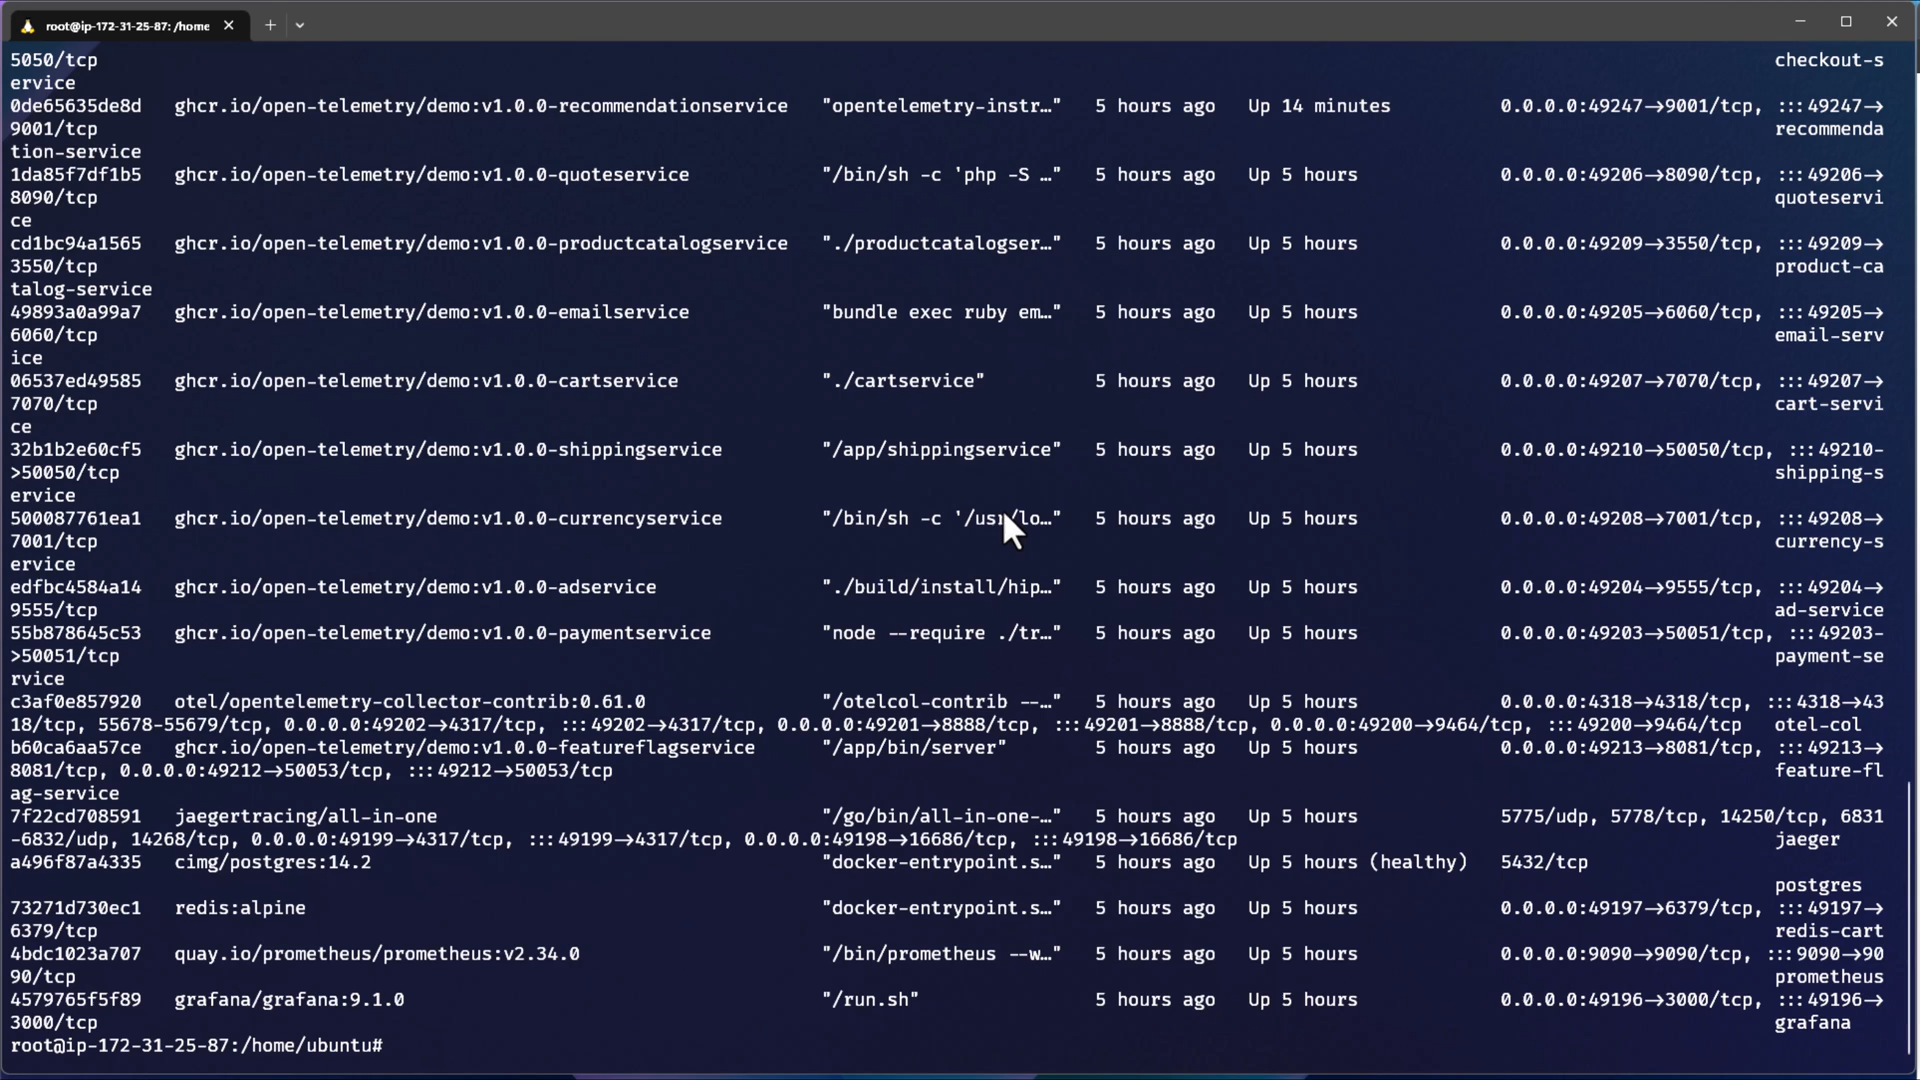 root@ip-172-31-25-87: /home
5050/tcp checkout-s
ervice
0de65635de8d ghcr.io/open-telemetry/demo:v1.0.0-recommendationservice "opentelemetry-instr…" 5 hours ago Up 14 minutes 0.0.0.0:49247->9001/tcp, :::49247->
9001/tcp recommenda
tion-service
1da85f7df1b5 ghcr.io/open-telemetry/demo:v1.0.0-quoteservice "/bin/sh -c 'php -S …" 5 hours ago Up 5 hours 0.0.0.0:49206->8090/tcp, :::49206->
8090/tcp quoteservi
ce
cd1bc94a1565 ghcr.io/open-telemetry/demo:v1.0.0-productcatalogservice "./productcatalogser…" 5 hours ago Up 5 hours 0.0.0.0:49209->3550/tcp, :::49209->
3550/tcp product-ca
talog-service
49893a0a99a7 ghcr.io/open-telemetry/demo:v1.0.0-emailservice "bundle exec ruby em…" 5 hours ago Up 5 hours 0.0.0.0:49205->6060/tcp, :::49205->
6060/tcp email-serv
ice
06537ed49585 ghcr.io/open-telemetry/demo:v1.0.0-cartservice "./cartservice" 5 hours ago Up 5 hours 0.0.0.0:49207->7070/tcp, :::49207->
7070/tcp cart-servi
ce
32b1b2e60cf5 ghcr.io/open-telemetry/demo:v1.0.0-shippingservice "/app/shippingservice" 5 hours ago Up 5 hours 0.0.0.0:49210->50050/tcp, :::49210-
>50050/tcp shipping-s
ervice
500087761ea1 ghcr.io/open-telemetry/demo:v1.0.0-currencyservice "/bin/sh -c '/usr/lo…" 5 hours ago Up 5 hours 0.0.0.0:49208->7001/tcp, :::49208->
7001/tcp currency-s
ervice
edfbc4584a14 ghcr.io/open-telemetry/demo:v1.0.0-adservice "./build/install/hip…" 5 hours ago Up 5 hours 0.0.0.0:49204->9555/tcp, :::49204->
9555/tcp ad-service
55b878645c53 ghcr.io/open-telemetry/demo:v1.0.0-paymentservice "node --require ./tr…" 5 hours ago Up 5 hours 0.0.0.0:49203->50051/tcp, :::49203-
>50051/tcp payment-se
rvice
c3af0e857920 otel/opentelemetry-collector-contrib:0.61.0 "/otelcol-contrib --…" 5 hours ago Up 5 hours 0.0.0.0:4318->4318/tcp, :::4318->43
18/tcp, 55678-55679/tcp, 0.0.0.0:49202->4317/tcp, :::49202->4317/tcp, 0.0.0.0:49201->8888/tcp, :::49201->8888/tcp, 0.0.0.0:49200->9464/tcp, :::49200->9464/tcp otel-col
b60ca6aa57ce ghcr.io/open-telemetry/demo:v1.0.0-featureflagservice "/app/bin/server" 5 hours ago Up 5 hours 0.0.0.0:49213->8081/tcp, :::49213->
8081/tcp, 0.0.0.0:49212->50053/tcp, :::49212->50053/tcp feature-fl
ag-service
7f22cd708591 jaegertracing/all-in-one "/go/bin/all-in-one-…" 5 hours ago Up 5 hours 5775/udp, 5778/tcp, 14250/tcp, 6831
-6832/udp, 14268/tcp, 0.0.0.0:49199->4317/tcp, :::49199->4317/tcp, 0.0.0.0:49198->16686/tcp, :::49198->16686/tcp jaeger
a496f87a4335 cimg/postgres:14.2 "docker-entrypoint.s…" 5 hours ago Up 5 hours (healthy) 5432/tcp
postgres
73271d730ec1 redis:alpine "docker-entrypoint.s…" 5 hours ago Up 5 hours 0.0.0.0:49197->6379/tcp, :::49197->
6379/tcp redis-cart
4bdc1023a707 quay.io/prometheus/prometheus:v2.34.0 "/bin/prometheus --w…" 5 hours ago Up 5 hours 0.0.0.0:9090->9090/tcp, :::9090->90
90/tcp prometheus
4579765f5f89 grafana/grafana:9.1.0 "/run.sh" 5 hours ago Up 5 hours 0.0.0.0:49196->3000/tcp, :::49196->
3000/tcp grafana
root@ip-172-31-25-87:/home/ubuntu#